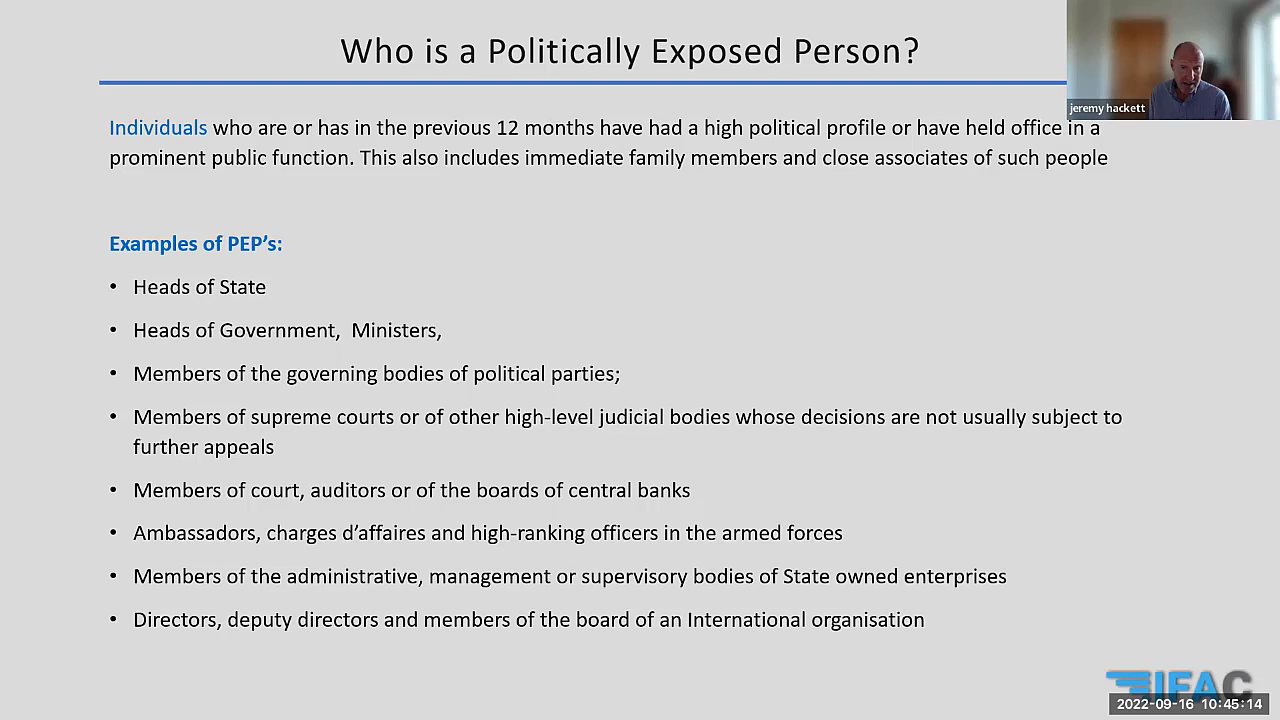 Who is a Politically Exposed Person?
jeremy hackett
Individuals who are or has in the previous 12 months have had a high political profile or have held office in a
prominent public function. This also includes immediate family members and close associates of such people
Examples of PEP's:
• Heads of State
• Heads of Government,  Ministers,
• Members of the governing bodies of political parties;
• Members of supreme courts or of other high-level judicial bodies whose decisions are not usually subject to
further appeals
• Members of court, auditors or of the boards of central banks
• Ambassadors, charges d'affaires and high-ranking officers in the armed forces
• Members of the administrative, management or supervisory bodies of State owned enterprises
• Directors, deputy directors and members of the board of an International organisation
IFAC
2022-09-16 10:45:14